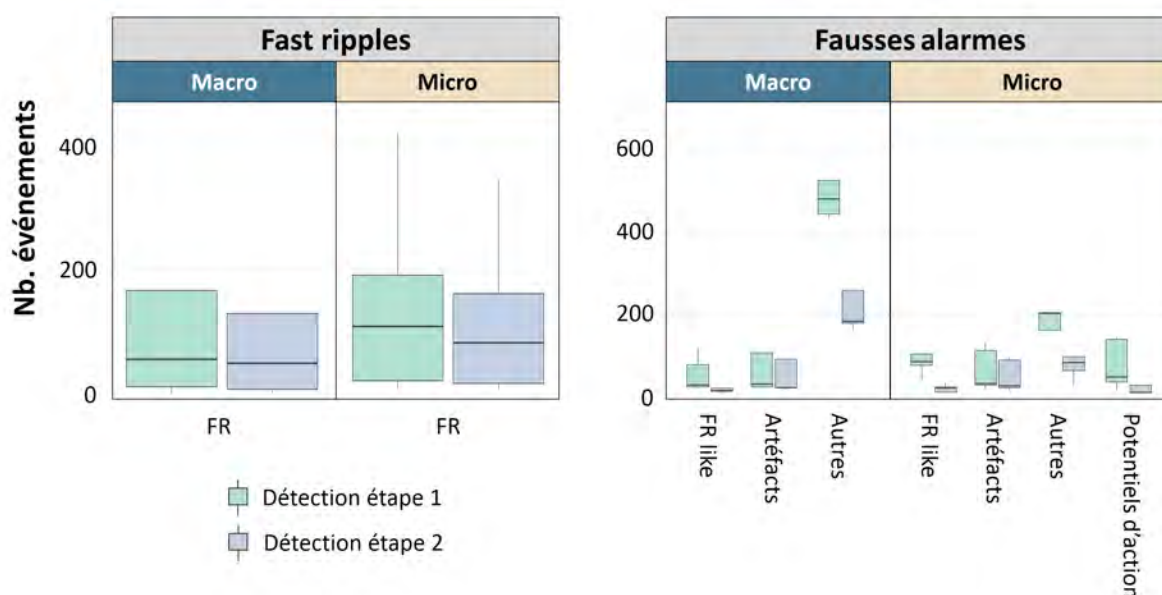 Fast ripples
Macro
Micro
Nb. événements
400
200
0
FR
FR
Détection étape 1
Détection étape 2
Fausses alarmes
Macro
Micro
600
400
200
0
FR like
Artéfacts
Autres
FR like
Artéfacts
Autres
Potentiels d'action